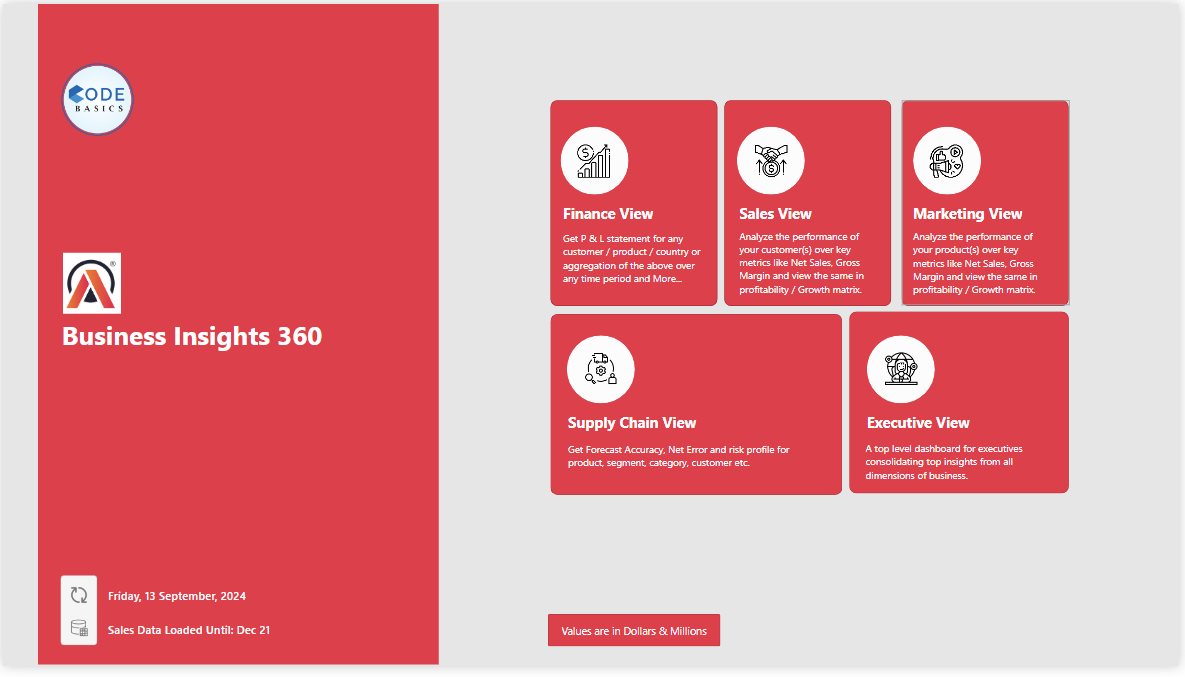 CODE
BASICS
®
Business Insights 360
Friday, 13 September, 2024
Sales Data Loaded Until: Dec 21
Finance View
Get P & L statement for any
customer / product / country or
aggregation of the above over
any time period and More...
Sales View
Analyze the performance of
your customer(s) over key
metrics like Net Sales, Gross
Margin and view the same in
profitability / Growth matrix.
Marketing View
Analyze the performance of
your product(s) over key
metrics like Net Sales, Gross
Margin and view the same in
profitability / Growth matrix.
Supply Chain View
Get Forecast Accuracy, Net Error and risk profile for
product, segment, category, customer etc.
Executive View
A top level dashboard for executives
consolidating top insights from all
dimensions of business.
Values are in Dollars & Millions